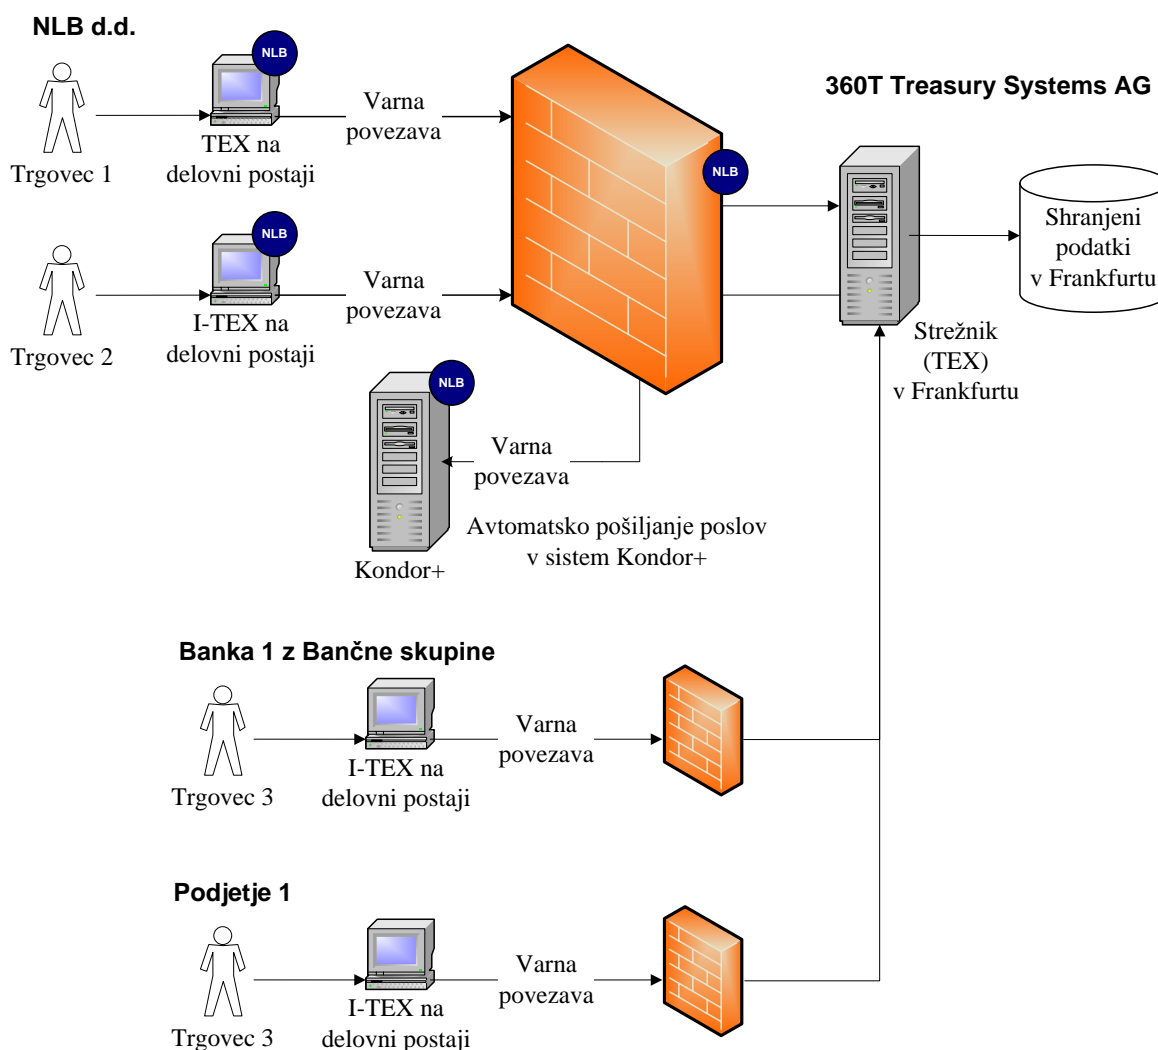 NLB d.d.
NLB
360T Treasury Systems AG
Varna
povezava
TEX na
delovni postaji
Trgovec 1
NLB
NLB
Shranjeni
podatki
v Frankfurtu
Varna
povezava
I-TEX na
delovni postaji
Trgovec 2
Strežnik
(TEX)
v Frankfurtu
NLB
Varna
povezava
Avtomatsko pošiljanje poslov
v sistem Kondor+
Kondor+
Banka 1 z Bančne skupine
Varna
povezava
I-TEX na
delovni postaji
Trgovec 3
Podjetje 1
Varna
povezava
I-TEX na
delovni postaji
Trgovec 3